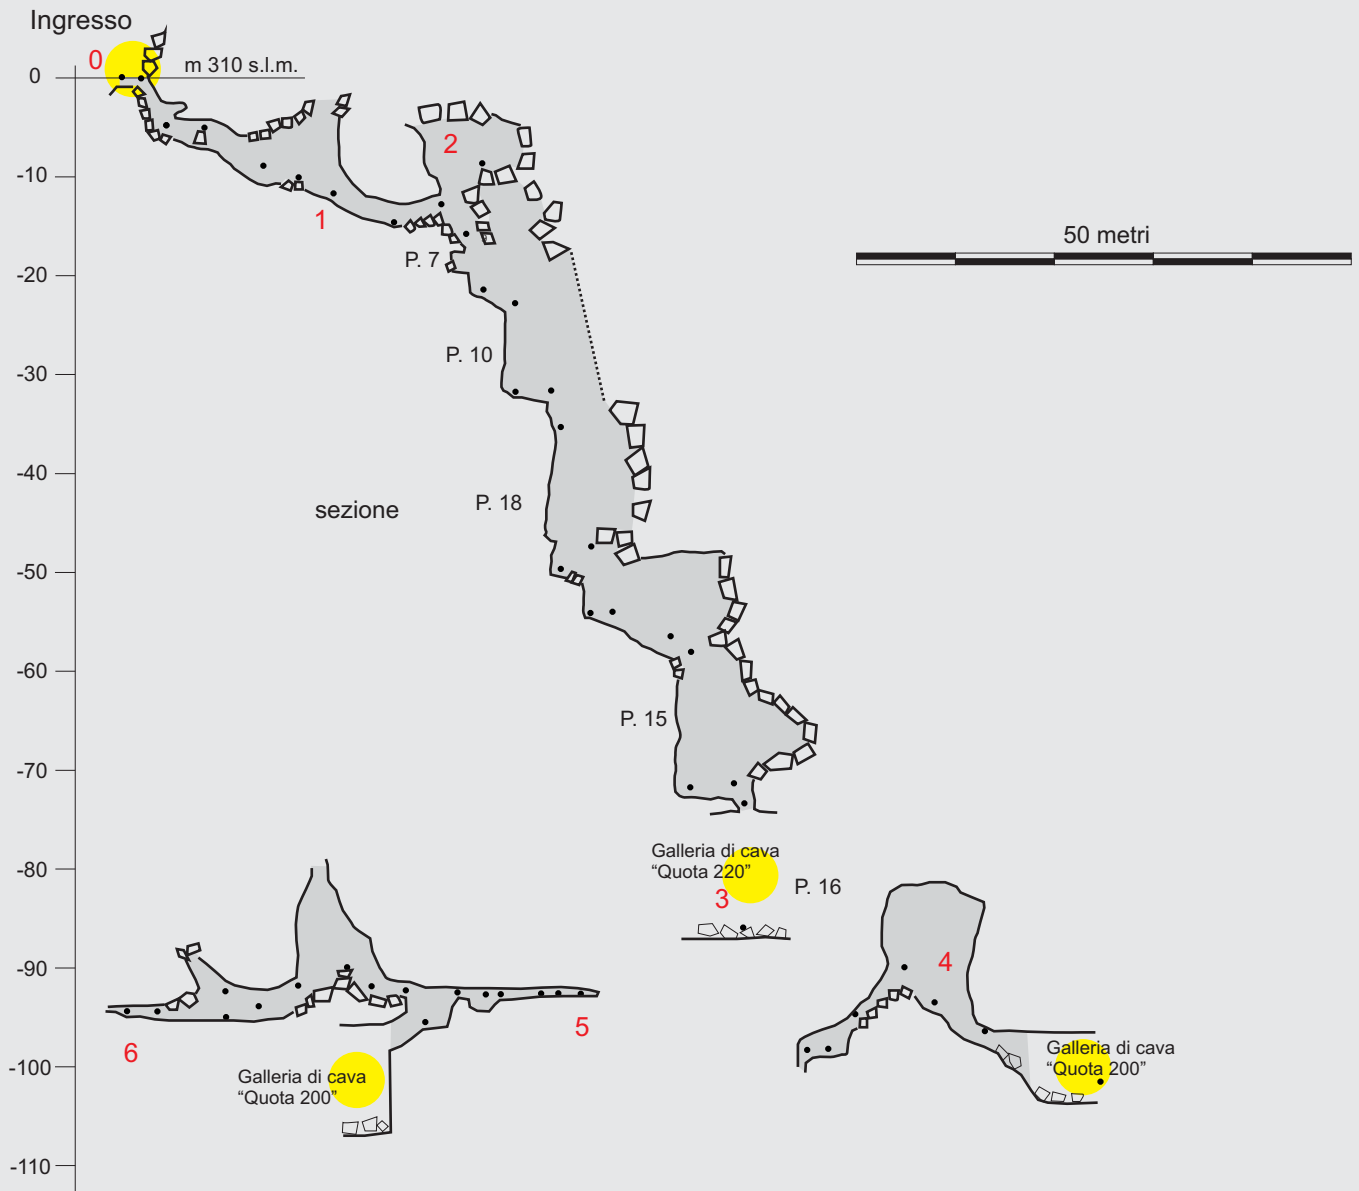 Ingresso
0
0
m 310 s.l.m.
2
-10
1
50 metri
P. 7
-20
P. 10
-30
-40
P. 18
sezione
-50
-60
P. 15
-70
Galleria di cava
“Quota 220”
-80
P. 16
3
-90
4
5
6
Galleria di cava
“Quota 200”
-100
Galleria di cava
“Quota 200”
-110